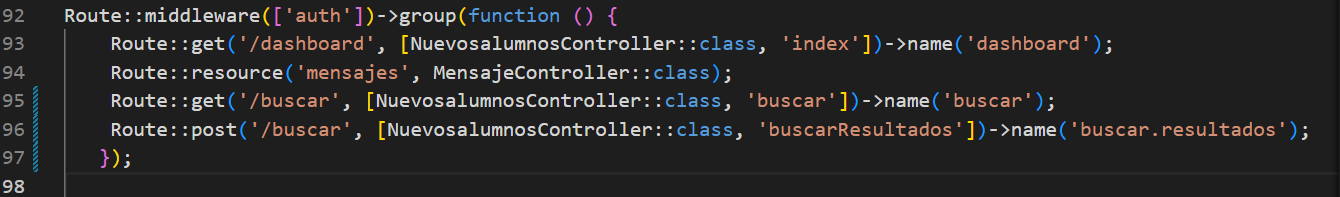 92 Route::middleware(['auth'])->group(function () {
93 Route::get('/dashboard', [NuevosalumnosController::class, 'index'])->name('dashboard');
94 Route::resource('mensajes', MensajeController::class);
95 Route::get('/buscar', [NuevosalumnosController::class, 'buscar'])->name('buscar');
96 Route::post('/buscar', [NuevosalumnosController::class, 'buscarResultados'])->name('buscar.resultados');
97 });
98